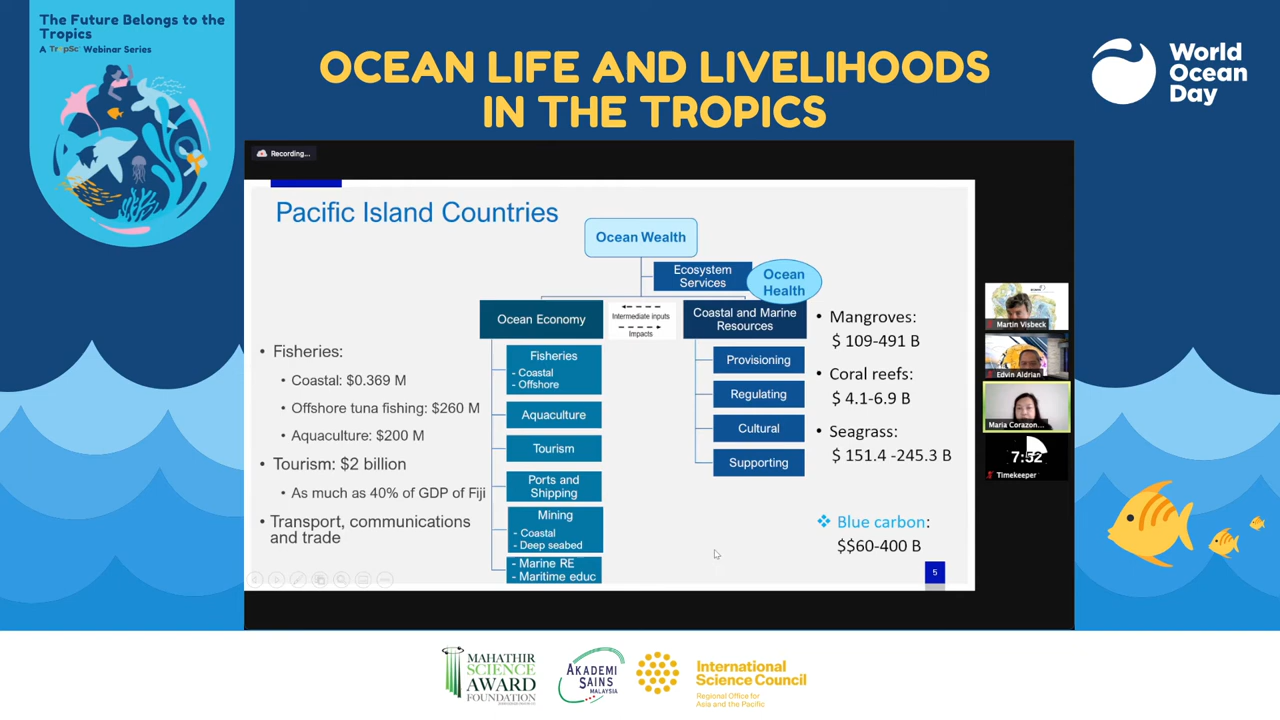 The Future Belongs to the
Tropics
A TropSc Webinar Series
OCEAN LIFE AND LIVELIHOODS
IN THE TROPICS
World
Ocean
Day
Recording...
Pacific Island Countries
Ocean Wealth
Ecosystem
Services
Ocean
Health
Ocean Economy
Intermediate inputs
Impacts
Coastal and Marine
Resources
• Fisheries:
• Coastal: $0.369 M
• Offshore tuna fishing: $260 M
• Aquaculture: $200 M
• Tourism: $2 billion
• As much as 40% of GDP of Fiji
• Transport, communications
and trade
Fisheries
- Coastal
- Offshore
Aquaculture
Tourism
Ports and
Shipping
Mining
- Coastal
- Deep seabed
- Marine RE
- Maritime educ
Provisioning
Regulating
Cultural
Supporting
• Mangroves:
$ 109-491 B
• Coral reefs:
$ 4.1-6.9 B
• Seagrass:
$ 151.4 -245.3 B
❖ Blue carbon:
$$60-400 B
5
Martin Visbeck
Edvin Aldrian
Maria Corazon...
7:52
Timekeeper
MAHATHIR
SCIENCE
AWARD
FOUNDATION
AKADEMI
SAINS
MALAYSIA
International
Science Council
Regional Office for
Asia and the Pacific